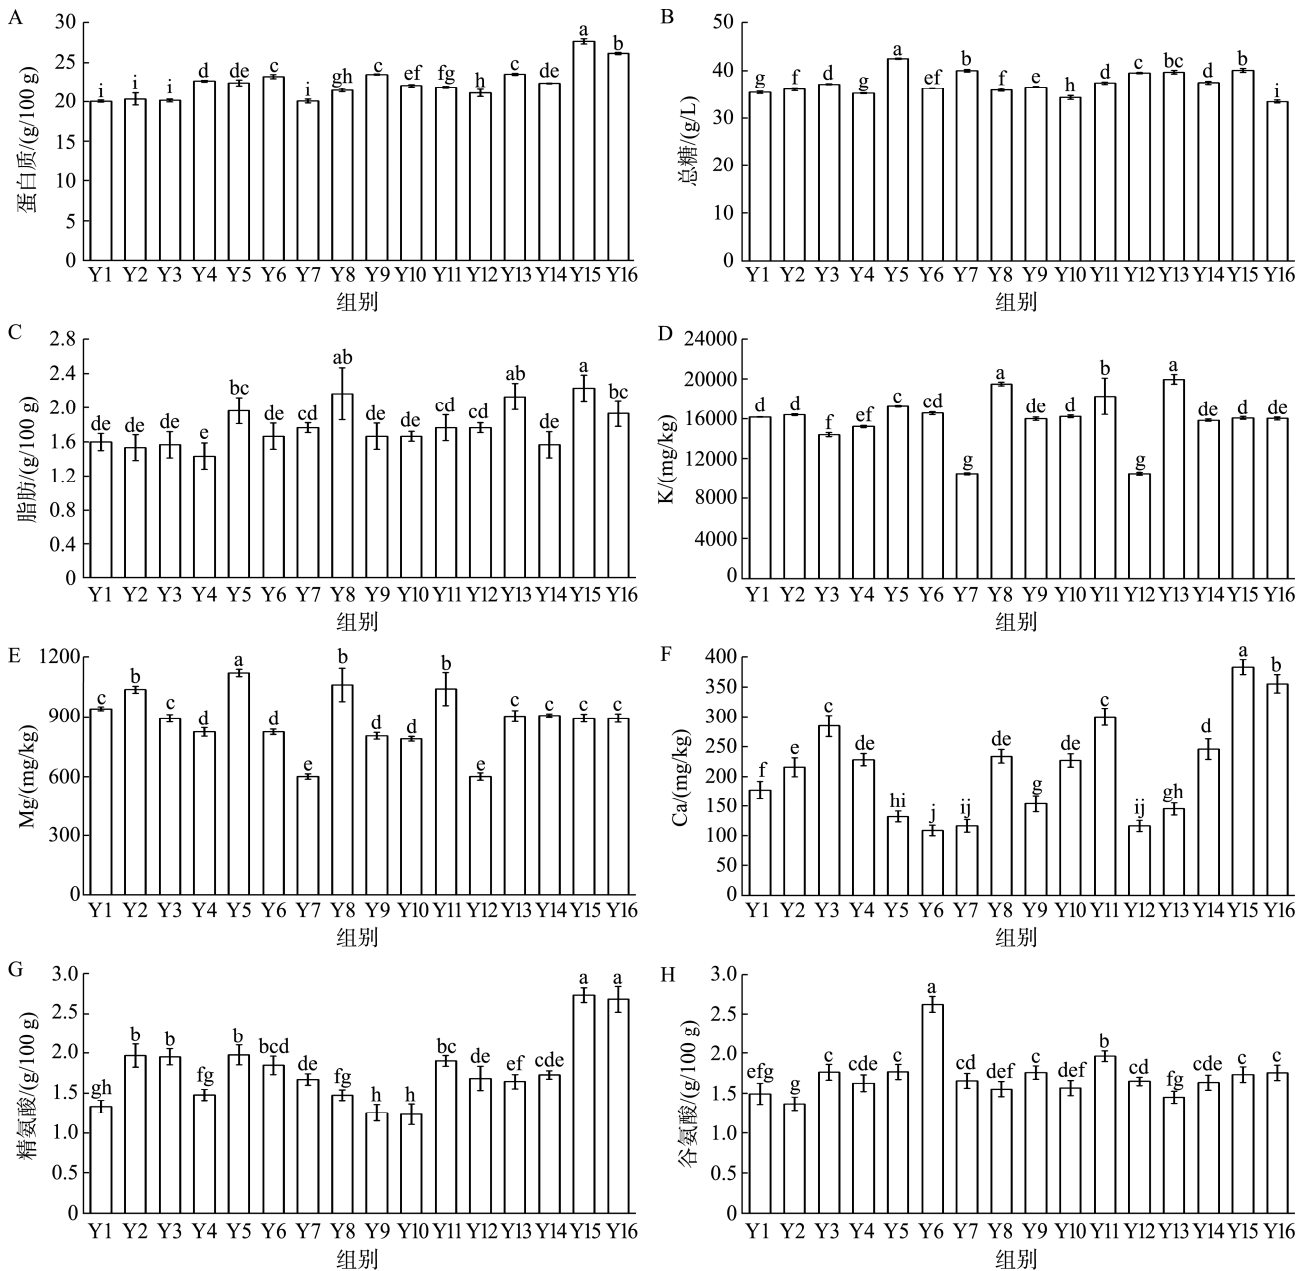 A
30
25
20
15
10
5
0
蛋白质/(g/100 g)
i i i d de c i gh c ef fg h c de a b
Y1 Y2 Y3 Y4 Y5 Y6 Y7 Y8 Y9 Y10 Y11 Y12 Y13 Y14 Y15 Y16
组别
B
50
40
30
20
10
0
总糖/(g/L)
g f d g a ef b f e h d c bc d b i
Y1 Y2 Y3 Y4 Y5 Y6 Y7 Y8 Y9 Y10 Y11 Y12 Y13 Y14 Y15 Y16
组别
C
2.8
2.4
2.0
1.6
1.2
0.8
0.4
0
脂肪/(g/100 g)
de de de e bc de cd ab de de cd cd ab de a bc
Y1 Y2 Y3 Y4 Y5 Y6 Y7 Y8 Y9 Y10 Y11 Y12 Y13 Y14 Y15 Y16
组别
D
24000
20000
16000
12000
8000
4000
0
K/(mg/kg)
d d f ef c cd g a de de b g a de d de
Y1 Y2 Y3 Y4 Y5 Y6 Y7 Y8 Y9 Y10 Y11 Y12 Y13 Y14 Y15 Y16
组别
E
1200
900
600
300
0
Mg/(mg/kg)
c b c d a d e b d d b e c c c c
Y1 Y2 Y3 Y4 Y5 Y6 Y7 Y8 Y9 Y10 Y11 Y12 Y13 Y14 Y15 Y16
组别
F
400
350
300
250
200
150
100
50
0
Ca/(mg/kg)
f e c de hi j ij de g de c ij gh d a b
Y1 Y2 Y3 Y4 Y5 Y6 Y7 Y8 Y9 Y10 Y11 Y12 Y13 Y14 Y15 Y16
组别
G
3.0
2.5
2.0
1.5
1.0
0.5
0
精氨酸/(g/100 g)
gh b b fg b bcd de fg h h bc de ef cde a a
Y1 Y2 Y3 Y4 Y5 Y6 Y7 Y8 Y9 Y10 Y11 Y12 Y13 Y14 Y15 Y16
组别
H
3.0
2.5
2.0
1.5
1.0
0.5
0
谷氨酸/(g/100 g)
efg g c cde c a cd def c def b cd fg cde c c
Y1 Y2 Y3 Y4 Y5 Y6 Y7 Y8 Y9 Y10 Y11 Y12 Y13 Y14 Y15 Y16
组别